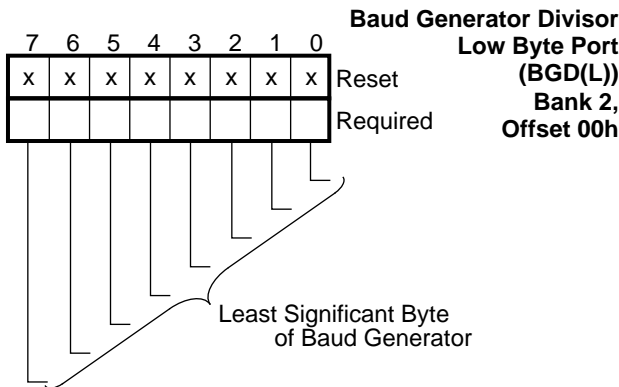 Baud Generator Divisor
Low Byte Port
(BGD(L))
Bank 2,
Offset 00h
7 6 5 4 3 2 1 0
x x x x x x x x Reset
Required
Least Significant Byte
of Baud Generator